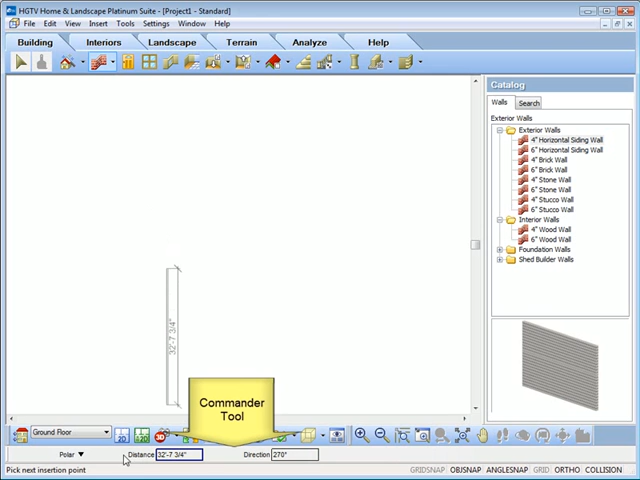 HGTV Home & Landscape Platinum Suite - [Project1 - Standard]
File Edit View Insert Tools Settings Window Help
Building Interiors Landscape Terrain Analyze Help
Catalog
Walls Search
Exterior Walls
Exterior Walls
4" Horizontal Siding Wall
6" Horizontal Siding Wall
4" Brick Wall
6" Brick Wall
4" Stone Wall
6" Stone Wall
4" Stucco Wall
6" Stucco Wall
Interior Walls
4" Wood Wall
6" Wood Wall
Foundation Walls
Shed Builder Walls
32'-7 3/4"
Commander
Tool
Ground Floor 2D 2D 3D
Polar Distance 32'-7 3/4" Direction 270°
Pick next insertion point GRIDSNAP OBJSNAP ANGLESNAP GRID ORTHO COLLISION